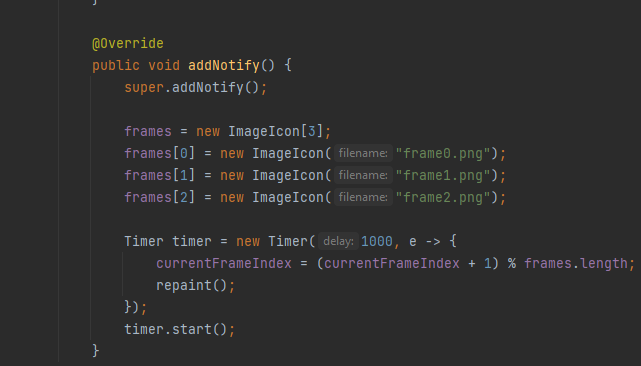 }
@Override
public void addNotify() {
super.addNotify();
frames = new ImageIcon[3];
frames[0] = new ImageIcon( filename: "frame0.png");
frames[1] = new ImageIcon( filename: "frame1.png");
frames[2] = new ImageIcon( filename: "frame2.png");
Timer timer = new Timer( delay: 1000, e -> {
currentFrameIndex = (currentFrameIndex + 1) % frames.length;
repaint();
});
timer.start();
}